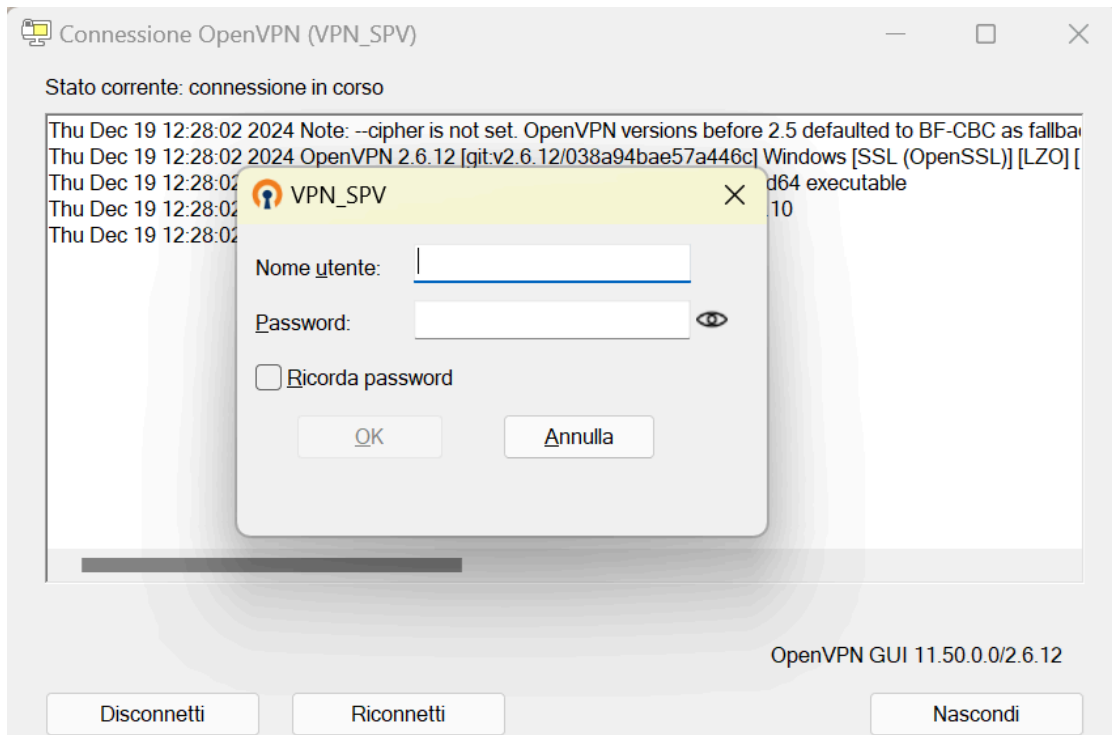 Connessione OpenVPN (VPN_SPV)
Stato corrente: connessione in corso
Thu Dec 19 12:28:02 2024 Note: --cipher is not set. OpenVPN versions before 2.5 defaulted to BF-CBC as
Thu Dec 19 12:28:02 2024 OpenVPN 2.6.12 [git:v2.6.12/038a94bae57a446c] Windows [SSL (OpenSSL)] [LZO] [
Thu Dec 19 12:28:02 executable
Thu Dec 19 12:28:02 .10
Thu Dec 19 12:28:02
VPN_SPV
Nome utente:
Password:
Ricorda password
OK Annulla
OpenVPN GUI 11.50.0.0/2.6.12
Disconnetti Riconnetti Nascondi